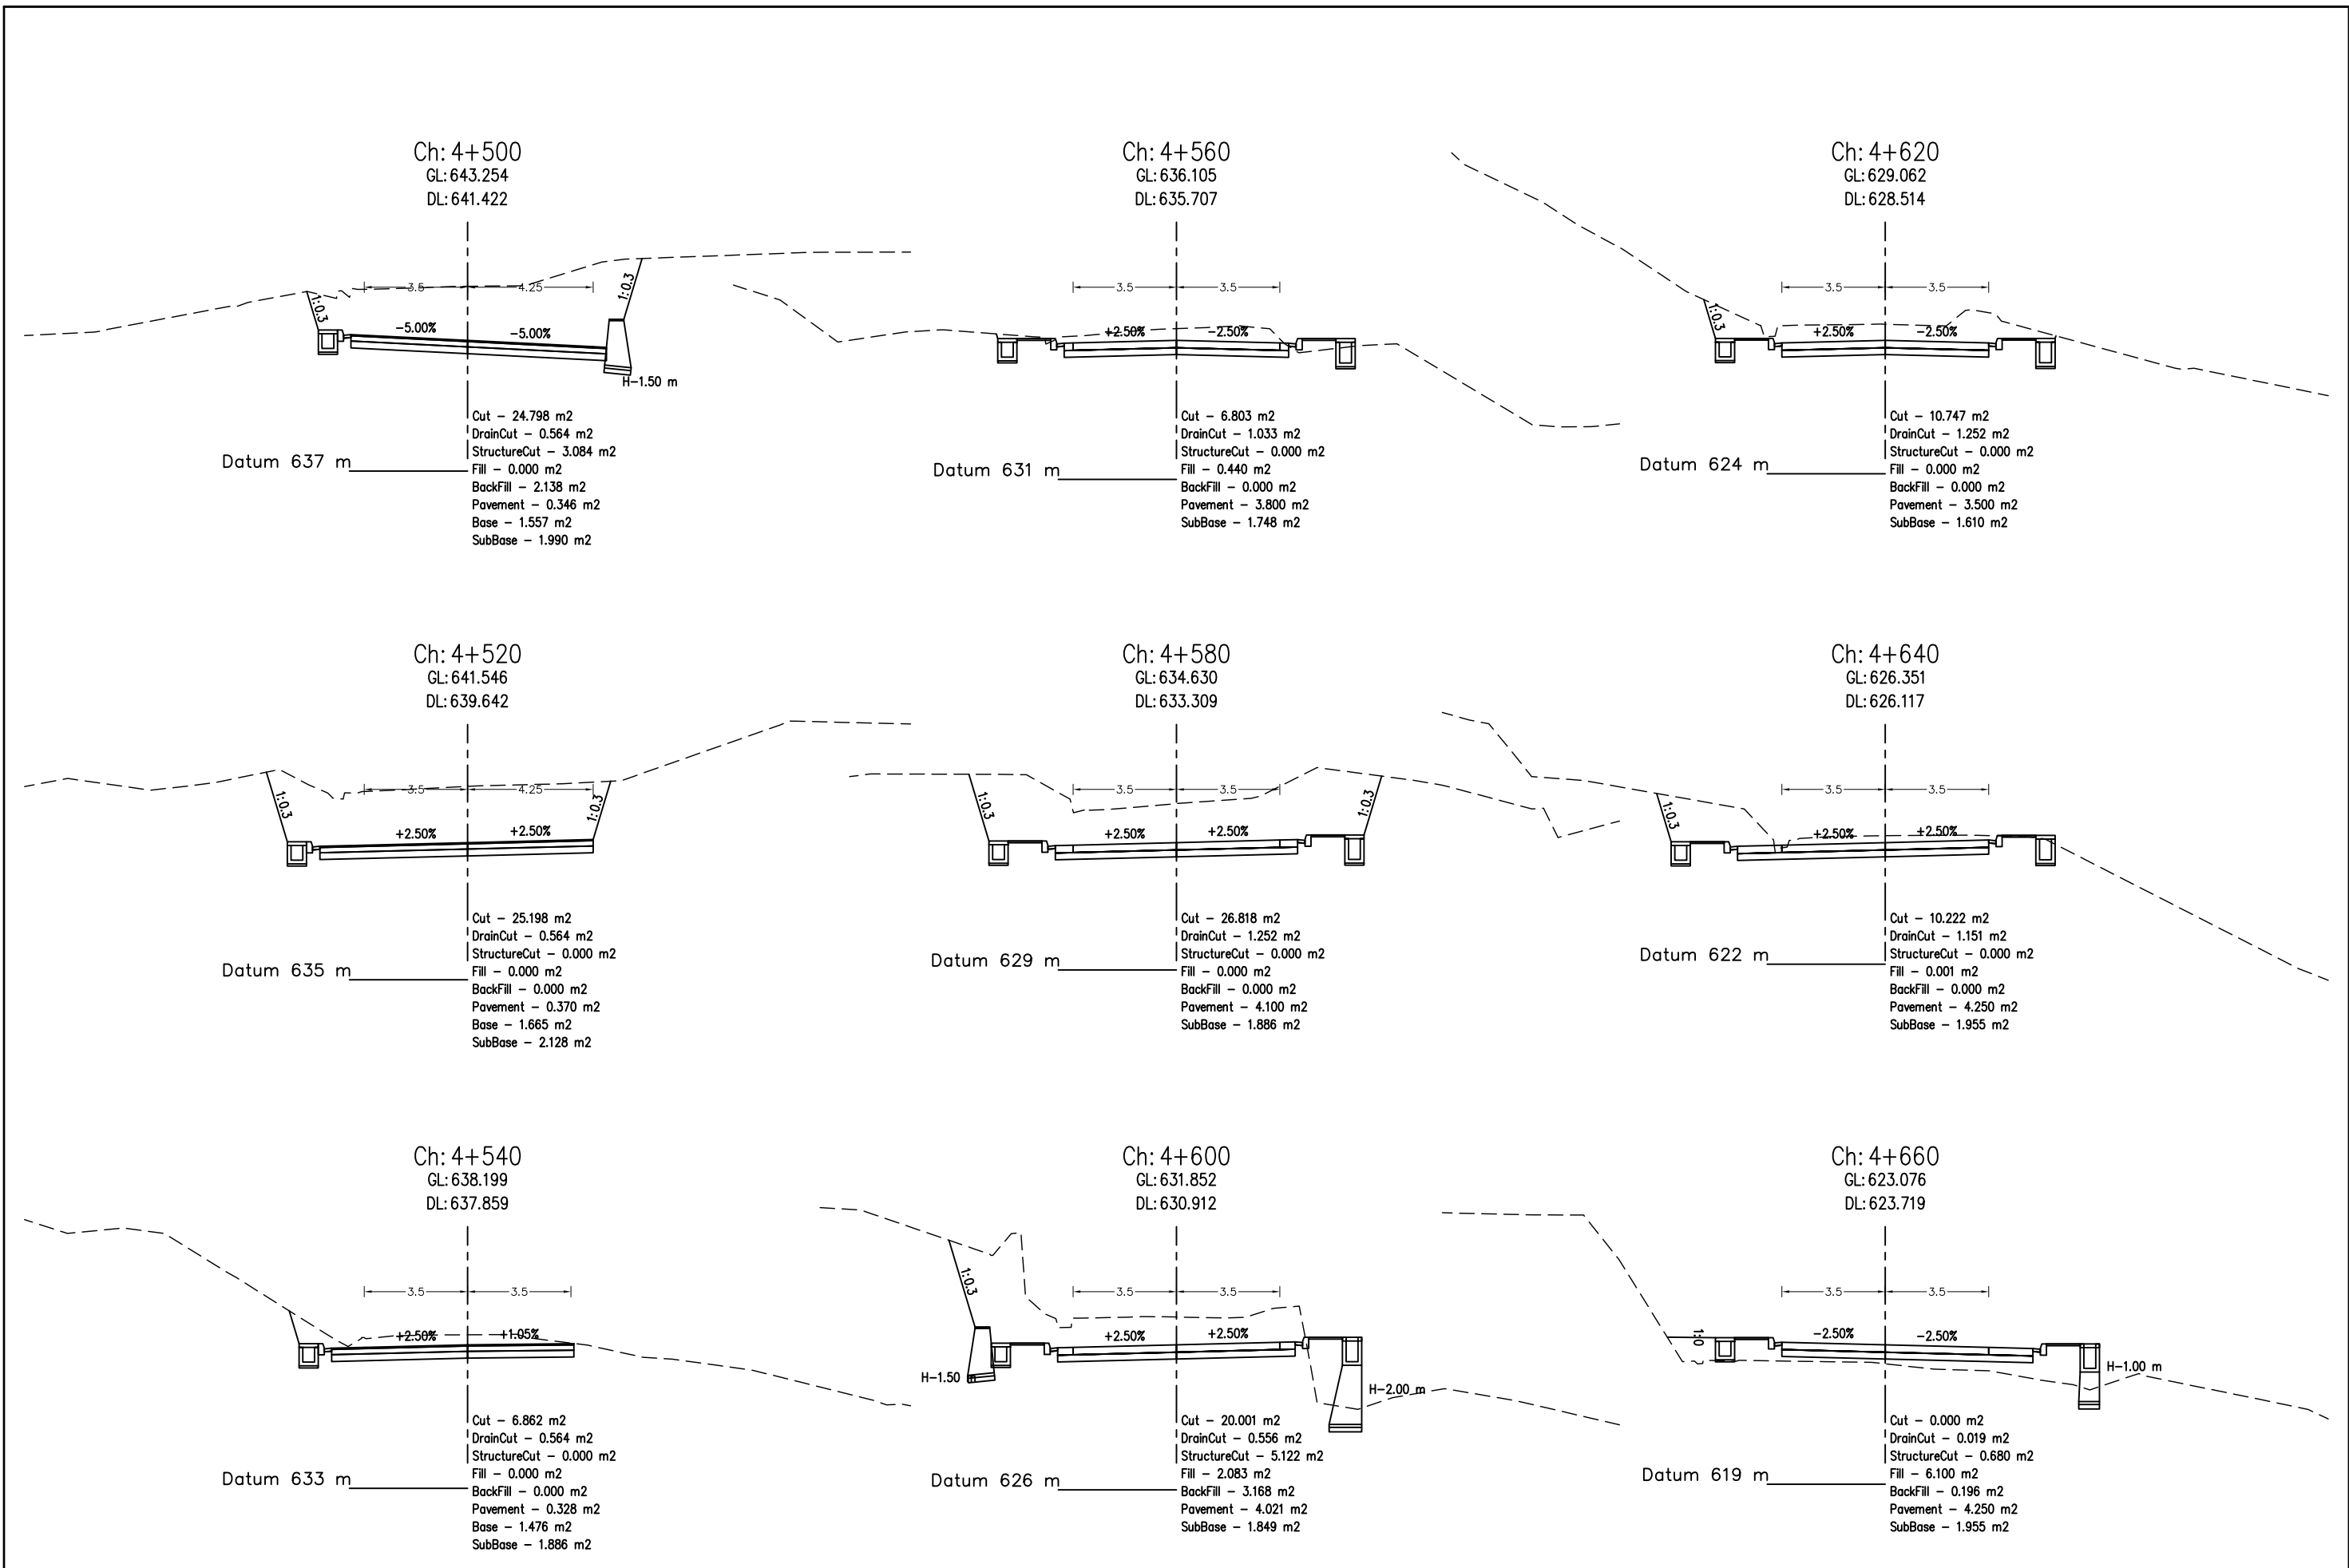 Ch: 4+500
GL: 643.254
DL: 641.422
1:0.3
3.5
4.25
1:0.3
-5.00%
-5.00%
H-1.50 m
Cut - 24.798 m2
DrainCut - 0.564 m2
StructureCut - 3.084 m2
Datum 637 m
Fill - 0.000 m2
BackFill - 2.138 m2
Pavement - 0.346 m2
Base - 1.557 m2
SubBase - 1.990 m2
Ch: 4+560
GL: 636.105
DL: 635.707
3.5
3.5
+2.50%
-2.50%
Cut - 6.803 m2
DrainCut - 1.033 m2
StructureCut - 0.000 m2
Datum 631 m
Fill - 0.440 m2
BackFill - 0.000 m2
Pavement - 3.800 m2
SubBase - 1.748 m2
Ch: 4+620
GL: 629.062
DL: 628.514
3.5
3.5
1:0.3
+2.50%
-2.50%
Cut - 10.747 m2
DrainCut - 1.252 m2
StructureCut - 0.000 m2
Datum 624 m
Fill - 0.000 m2
BackFill - 0.000 m2
Pavement - 3.500 m2
SubBase - 1.610 m2
Ch: 4+520
GL: 641.546
DL: 639.642
3.5
4.25
1:0.3
1:0.3
+2.50%
+2.50%
Cut - 25.198 m2
DrainCut - 0.564 m2
StructureCut - 0.000 m2
Datum 635 m
Fill - 0.000 m2
BackFill - 0.000 m2
Pavement - 0.370 m2
Base - 1.665 m2
SubBase - 2.128 m2
Ch: 4+580
GL: 634.630
DL: 633.309
3.5
3.5
1:0.3
1:0.3
+2.50%
+2.50%
Cut - 26.818 m2
DrainCut - 1.252 m2
StructureCut - 0.000 m2
Datum 629 m
Fill - 0.000 m2
BackFill - 0.000 m2
Pavement - 4.100 m2
SubBase - 1.886 m2
Ch: 4+640
GL: 626.351
DL: 626.117
3.5
3.5
1:0.3
+2.50%
+2.50%
Cut - 10.222 m2
DrainCut - 1.151 m2
StructureCut - 0.000 m2
Datum 622 m
Fill - 0.001 m2
BackFill - 0.000 m2
Pavement - 4.250 m2
SubBase - 1.955 m2
Ch: 4+540
GL: 638.199
DL: 637.859
3.5
3.5
+2.50%
+1.05%
Cut - 6.862 m2
DrainCut - 0.564 m2
StructureCut - 0.000 m2
Datum 633 m
Fill - 0.000 m2
BackFill - 0.000 m2
Pavement - 0.328 m2
Base - 1.476 m2
SubBase - 1.886 m2
Ch: 4+600
GL: 631.852
DL: 630.912
1:0.3
3.5
3.5
+2.50%
+2.50%
H-1.50 m
H-2.00 m
Cut - 20.001 m2
DrainCut - 0.556 m2
StructureCut - 5.122 m2
Datum 626 m
Fill - 2.083 m2
BackFill - 3.168 m2
Pavement - 4.021 m2
SubBase - 1.849 m2
Ch: 4+660
GL: 623.076
DL: 623.719
3.5
3.5
1:0
-2.50%
-2.50%
H-1.00 m
Cut - 0.000 m2
DrainCut - 0.019 m2
StructureCut - 0.680 m2
Datum 619 m
Fill - 6.100 m2
BackFill - 0.196 m2
Pavement - 4.250 m2
SubBase - 1.955 m2